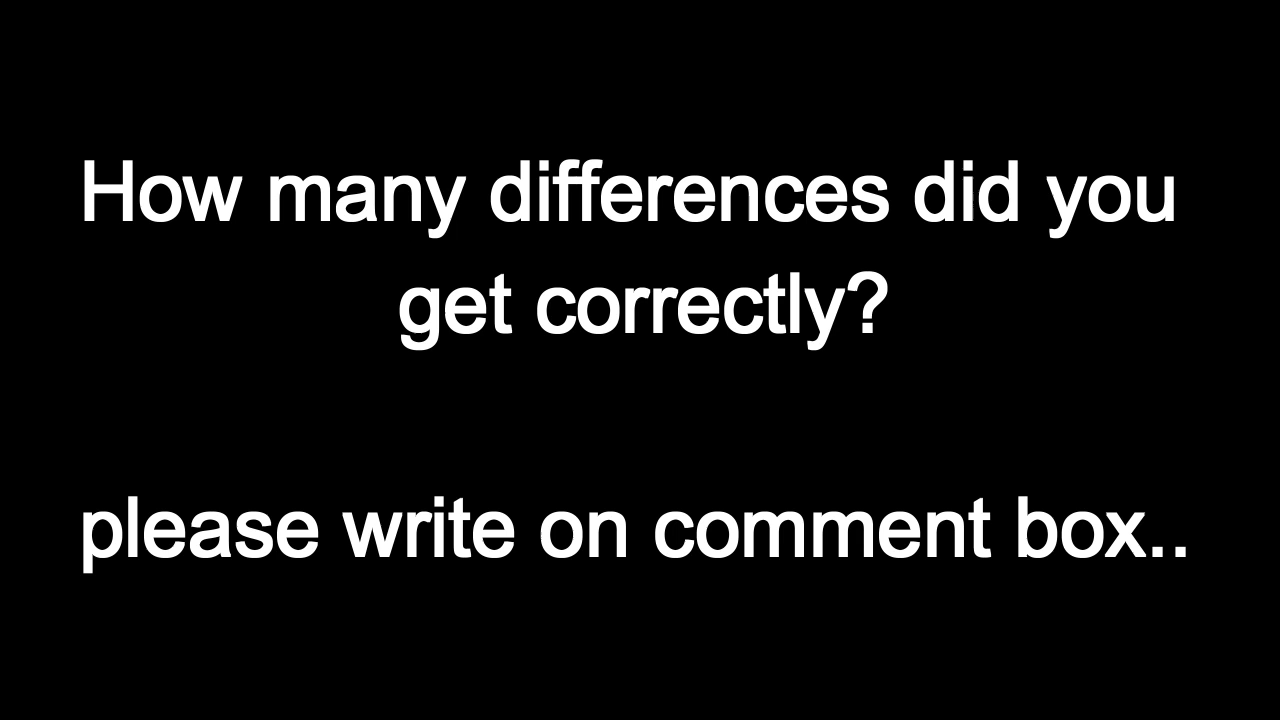 How many differences did you
get correctly?
please write on comment box..